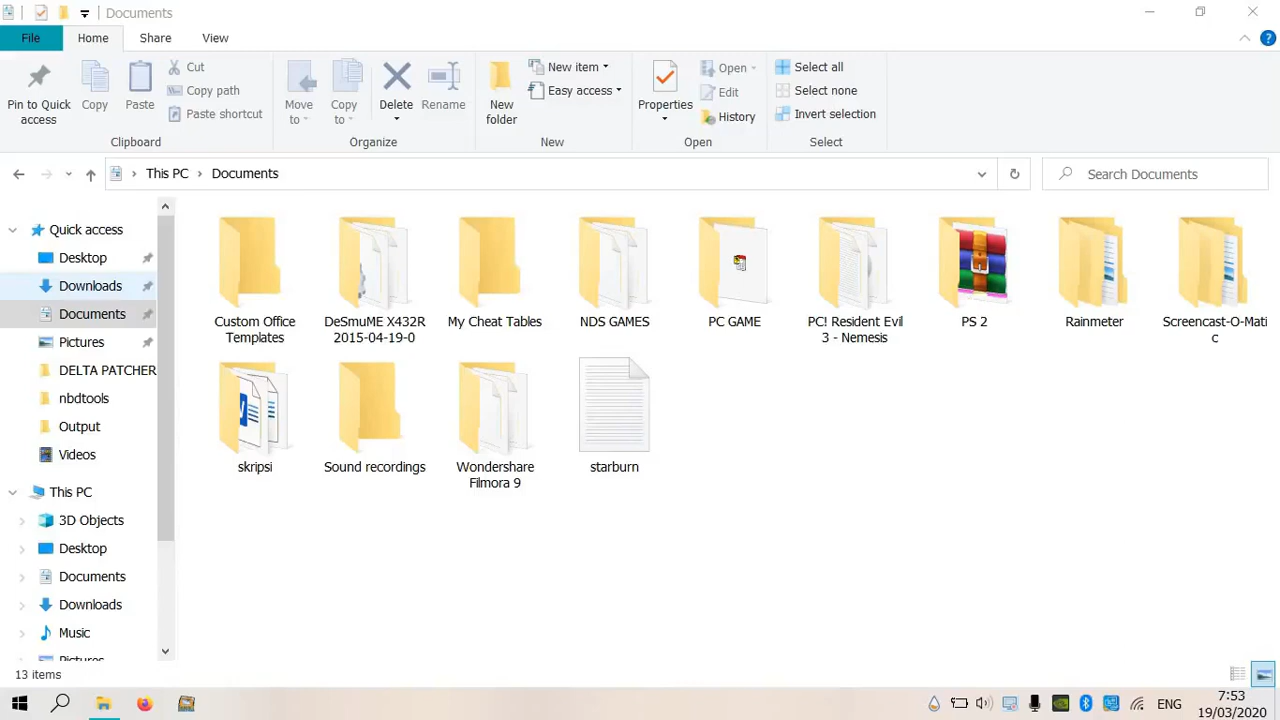 Documents
File Home Share View
Pin to Quick access
Copy
Paste
Cut
Copy path
Paste shortcut
Clipboard
Move to
Copy to
Delete
Rename
Organize
New folder
New item
Easy access
New
Properties
Open
Edit
History
Open
Select all
Select none
Invert selection
Select
This PC > Documents
Search Documents
Quick access
Desktop
Downloads
Documents
Pictures
DELTA PATCHER
nbdtools
Output
Videos
This PC
3D Objects
Desktop
Documents
Downloads
Music
Pictures
Custom Office
Templates
DeSmuME X432R
2015-04-19-0
My Cheat Tables
NDS GAMES
PC GAME
PC! Resident Evil
3 - Nemesis
PS 2
Rainmeter
Screencast-O-Mati
c
skripsi
Sound recordings
Wondershare
Filmora 9
starburn
13 items
ENG
7:53
19/03/2020